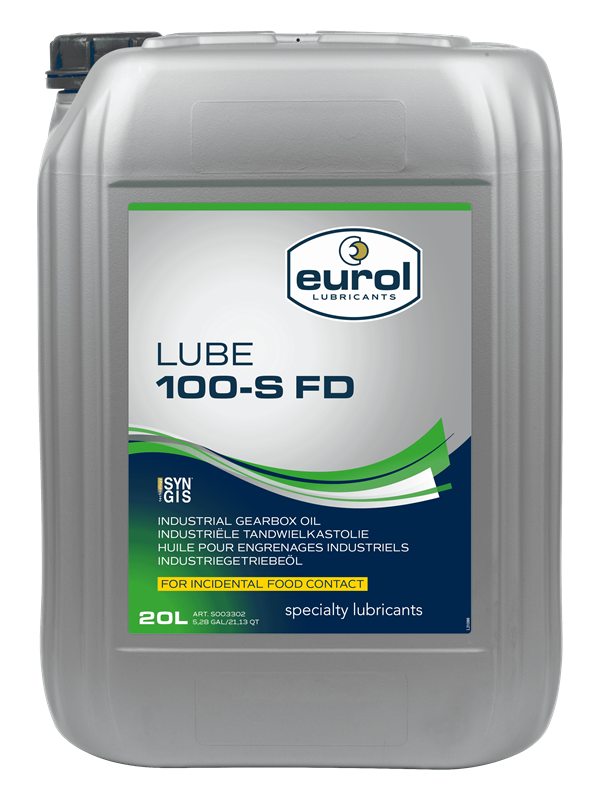 eurol
LUBRICANTS
LUBE
100-S FD
SYN
GIS
INDUSTRIAL GEARBOX OIL
INDUSTRIËLE TANDWIELKASTOLIE
HUILE POUR ENGRENAGES INDUSTRIELS
INDUSTRIEGETRIEBEÖL
FOR INCIDENTAL FOOD CONTACT
20L
ART. S003302
5,28 GAL/21,13 QT
specialty lubricants